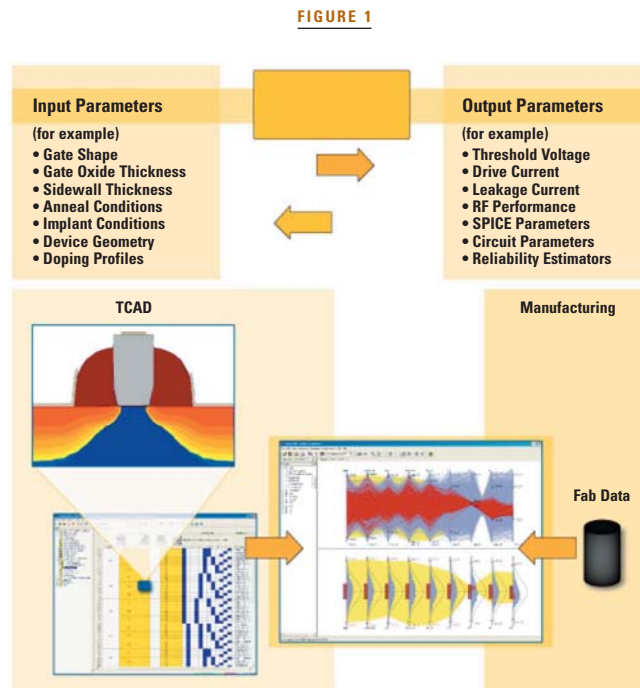 FIGURE 1
Input Parameters
(for example)
• Gate Shape
• Gate Oxide Thickness
• Sidewall Thickness
• Anneal Conditions
• Implant Conditions
• Device Geometry
• Doping Profiles
Output Parameters
(for example)
• Threshold Voltage
• Drive Current
• Leakage Current
• RF Performance
• SPICE Parameters
• Circuit Parameters
• Reliability Estimators
TCAD
Manufacturing
Fab Data